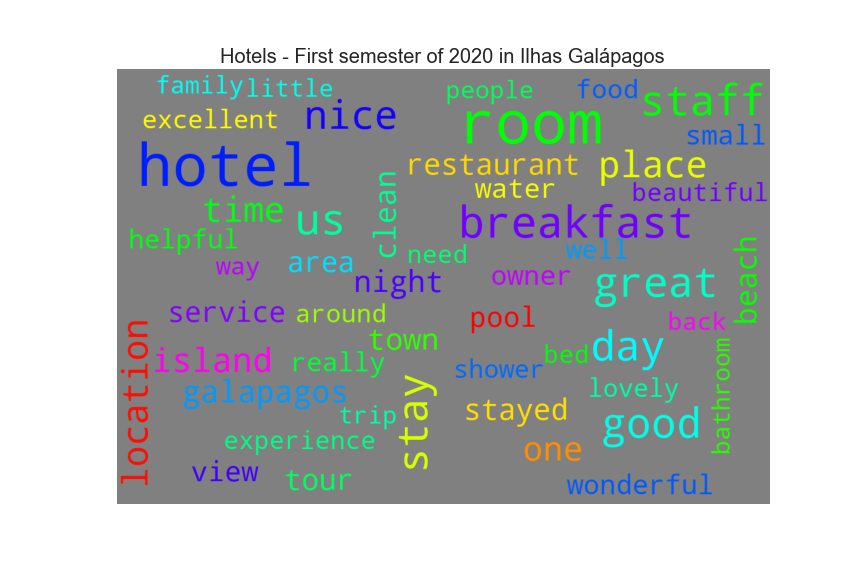 Hotels - First semester of 2020 in Ilhas Galápagos
family little people food staff
excellent nice room small
hotel restaurant place
water beautiful
time us clean breakfast
helpful need well
way area night owner great beach
service around pool back
location island really town shower bed day
galapagos stay lovely bathroom
trip stayed good
experience one
view tour wonderful